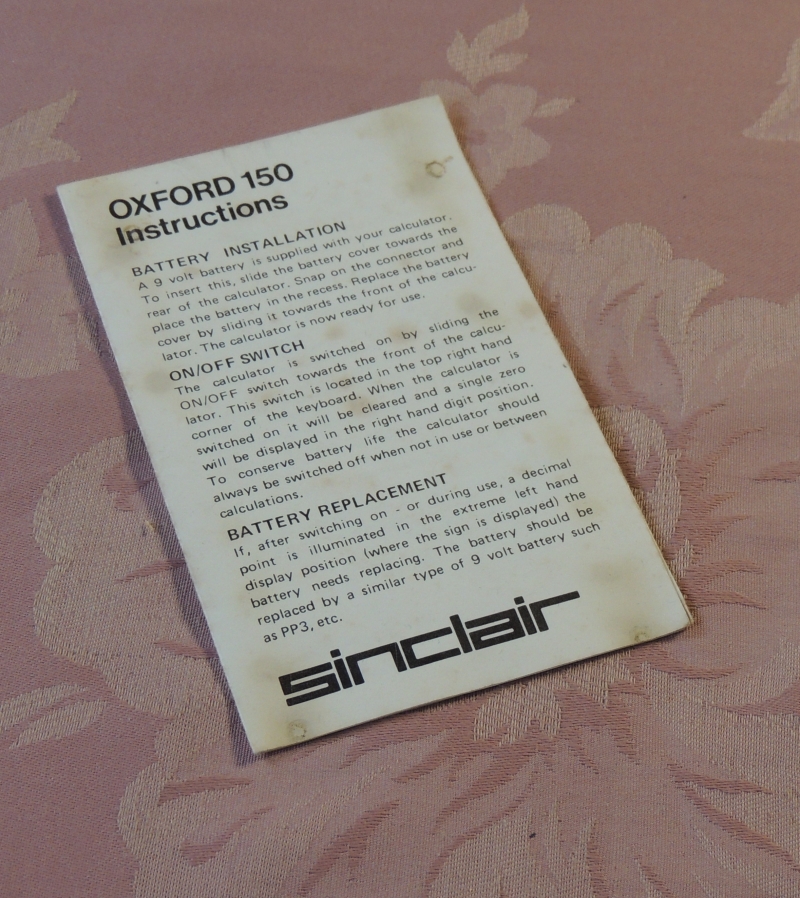 OXFORD 150
Instructions
BATTERY INSTALLATION
A 9 volt battery is supplied with your calculator.
To insert this, slide the battery cover towards the
rear of the calculator. Snap on the connector and
place the battery in the recess. Replace the battery
cover by sliding it towards the front of the calcu-
lator. The calculator is now ready for use.
ON/OFF SWITCH
The calculator is switched on by sliding the
ON/OFF switch towards the front of the calcu-
lator. This switch is located in the top right hand
corner of the keyboard. When the calculator is
switched on it will be cleared and a single zero
will be displayed in the right hand digit position.
To conserve battery life the calculator should
always be switched off when not in use or between
calculations.
BATTERY REPLACEMENT
If, after switching on - or during use, a decimal
point is illuminated in the extreme left hand
display position (where the sign is displayed) the
battery needs replacing. The battery should be
replaced by a similar type of 9 volt battery such
as PP3, etc.
sinclair